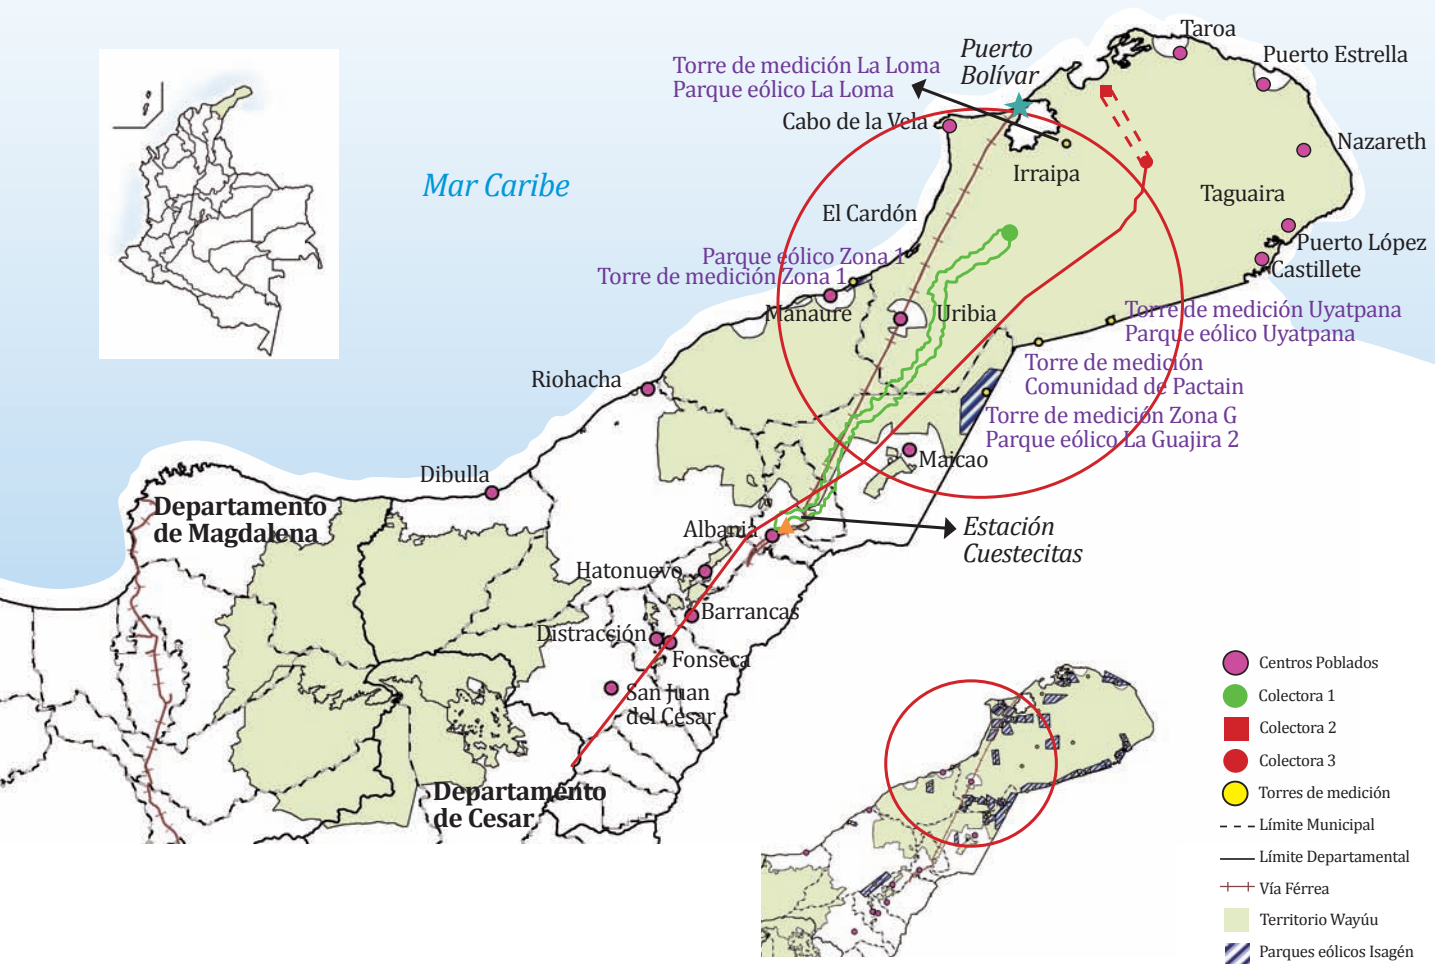 Taroa
Puerto
Bolívar
Puerto Estrella
Torre de medición La Loma
Parque eólico La Loma
Cabo de la Vela
Nazareth
Irraipa
Mar Caribe
Taguaira
El Cardón
Puerto López
Parque eólico Zona 1
Castillete
Torre de medición Zona 1
Manaure
Uribia
Torre de medición Uyatpana
Parque eólico Uyatpana
Torre de medición
Comunidad de Pactain
Riohacha
Torre de medición Zona G
Parque eólico La Guajira 2
Maicao
Dibulla
Departamento
de Magdalena
Albania
Estación
Cuestecitas
Hatonuevo
Barrancas
Distracción
Fonseca
San Juan
del Cesar
Departamento
de Cesar
Centros Poblados
Colectora 1
Colectora 2
Colectora 3
Torres de medición
Límite Municipal
Límite Departamental
Vía Férrea
Territorio Wayúu
Parques eólicos Isagén